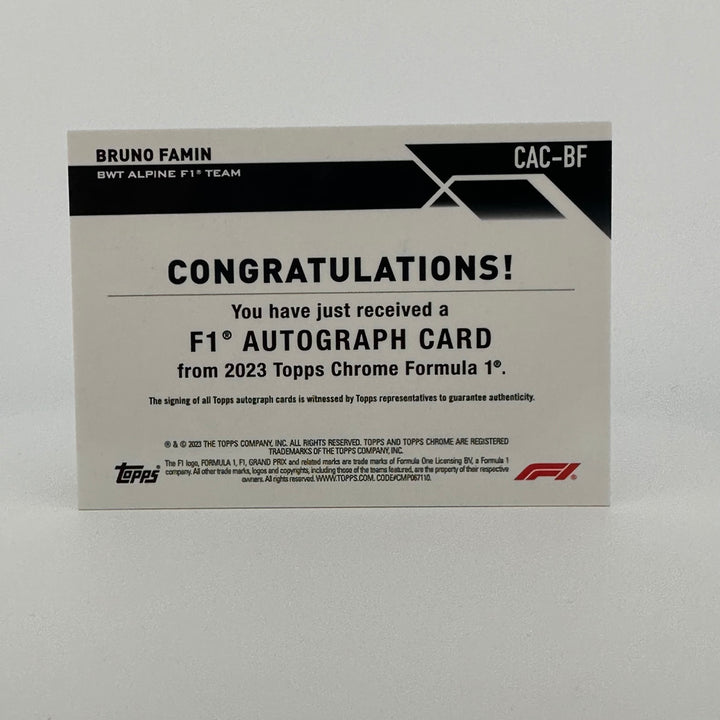 BRUNO FAMIN
BWT ALPINE F1® TEAM
CAC-BF
CONGRATULATIONS!
You have just received a
F1® AUTOGRAPH CARD
from 2023 Topps Chrome Formula 1®.
The signing of all Topps autograph cards is witnessed by Topps representatives to guarantee authenticity.
® & © 2023 THE TOPPS COMPANY, INC. ALL RIGHTS RESERVED. TOPPS AND TOPPS CHROME ARE REGISTERED
TRADEMARKS OF THE TOPPS COMPANY, INC.
The F1 logo, FORMULA 1, F1, GRAND PRIX and related marks are trade marks of Formula One Licensing BV, a Formula 1
company. All other trade marks, logos and copyrights, including those of the teams featured, are the property of their respective
owners. All rights reserved. WWW.TOPPS.COM. CODE#CMP067110.
Topps®
F1®